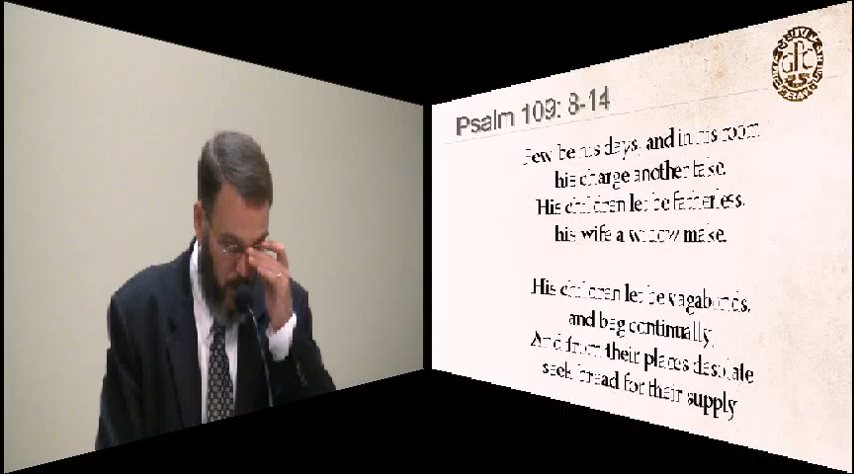 Psalm 109: 8-14
GPC
Few be his days, and in his room
his charge another take.
His children let be fatherless,
his wife a widow make.
His children let be vagabonds,
and beg continually;
And from their places desolate
seek bread for their supply